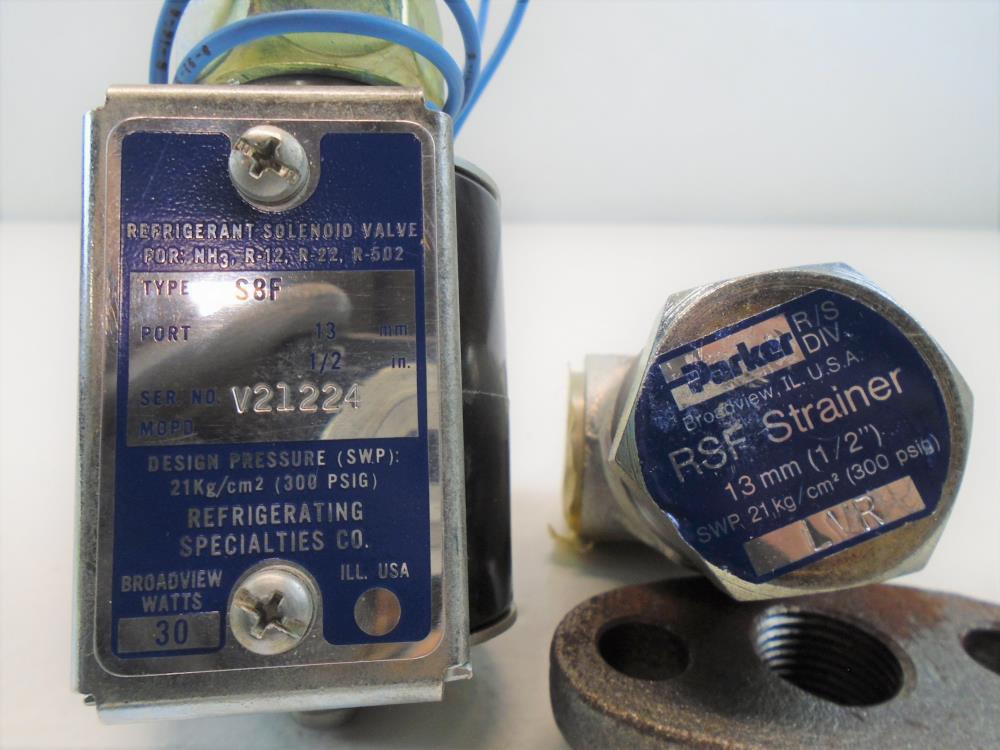 REFRIGERANT SOLENOID VALVE
FOR: NH3, R-12, R-22, R-502
TYPE S8F
PORT 13 mm
1/2 in.
SER. NO. V21224
MOPD
DESIGN PRESSURE (SWP):
21Kg/cm² (300 PSIG)
REFRIGERATING
SPECIALTIES CO.
BROADVIEW ILL. USA
WATTS
30
Parker R/S
DIV.
Broadview, IL. U.S.A.
RSF Strainer
13 mm (1/2")
SWP. 21 kg/cm² (300 psig)
LVR